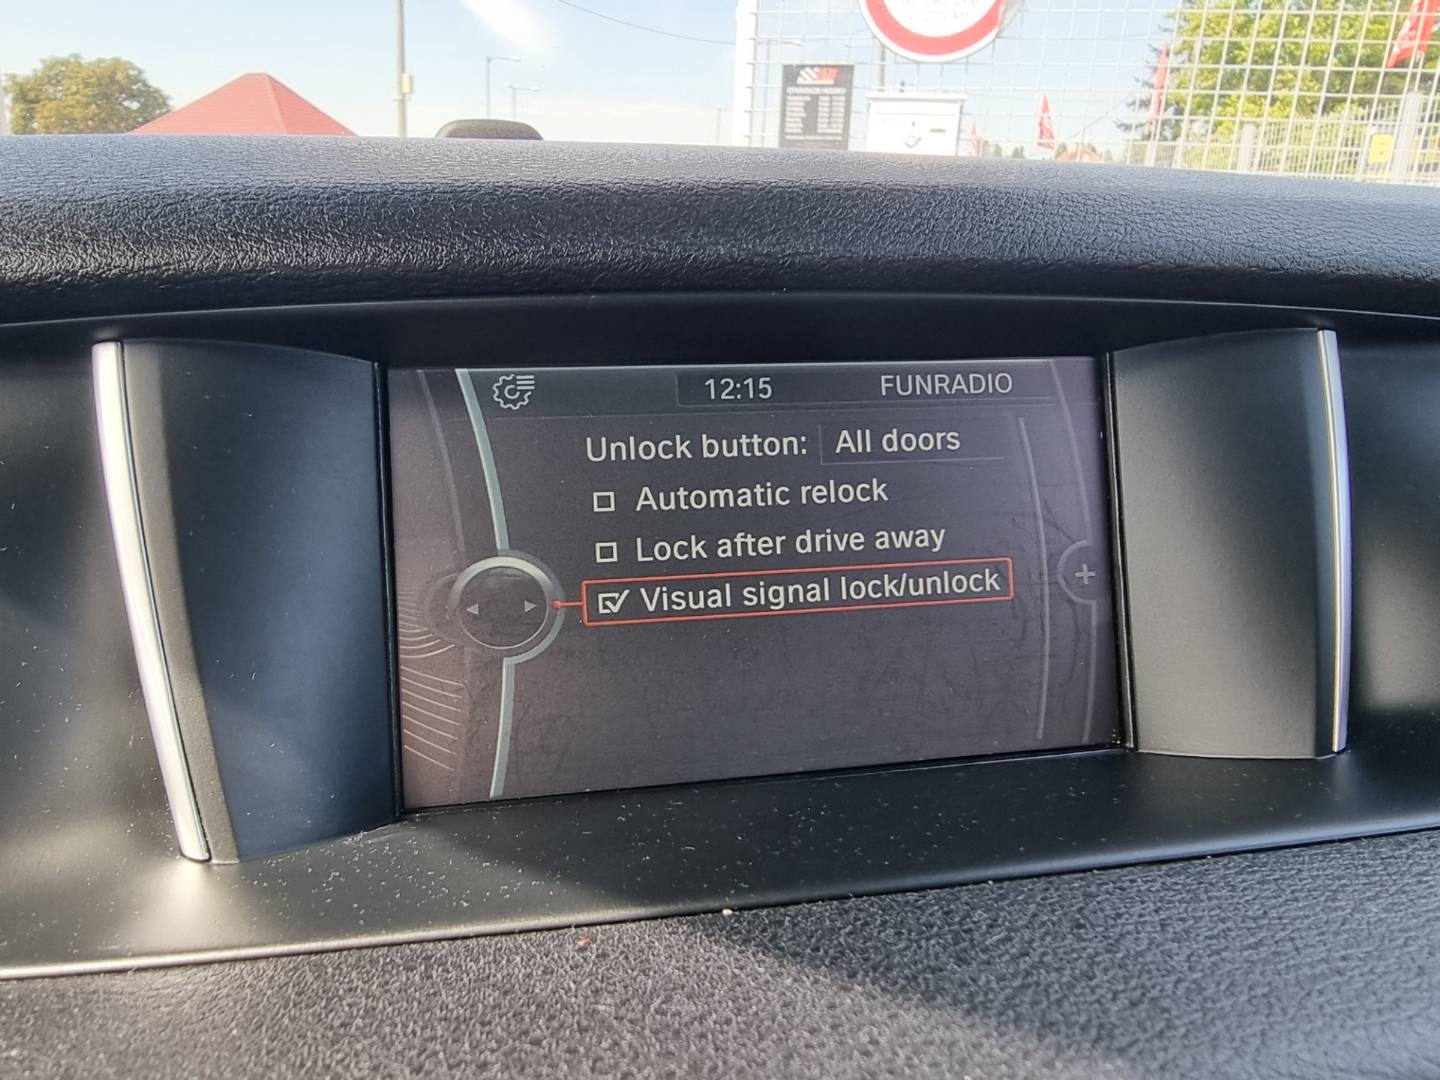 12:15 FUNRADIO
Unlock button: All doors
Automatic relock
Lock after drive away
Visual signal lock/unlock